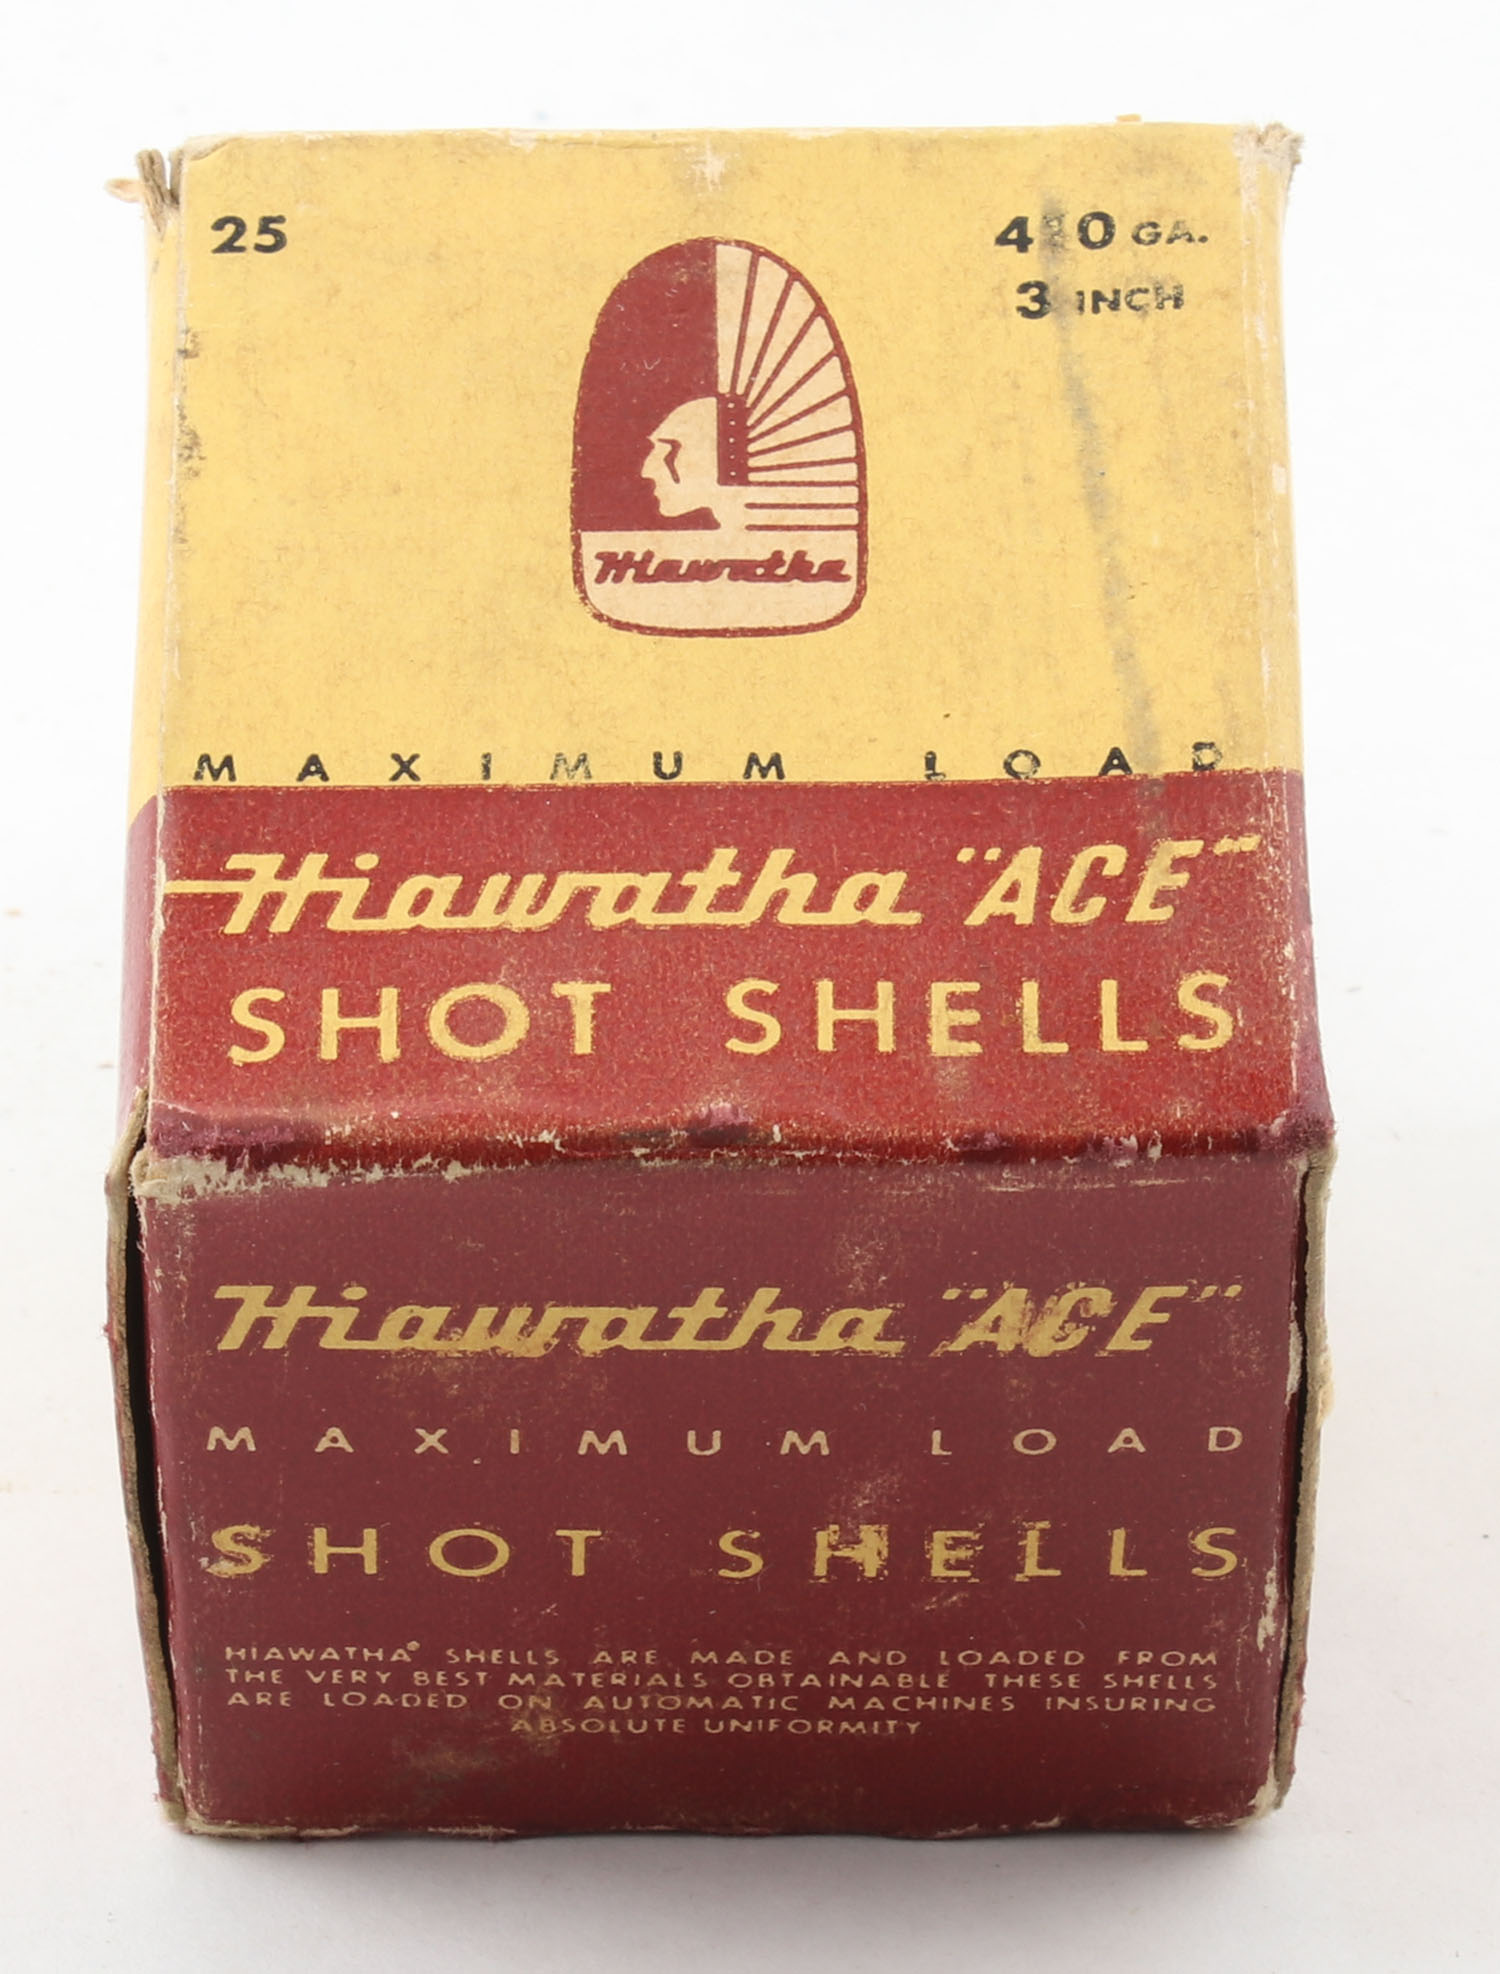 25
410 GA.
3 INCH
Hiawatha
MAXIMUM LOAD
Hiawatha "ACE"
SHOT SHELLS
Hiawatha "ACE"
MAXIMUM LOAD
SHOT SHELLS
HIAWATHA® SHELLS ARE MADE AND LOADED FROM
THE VERY BEST MATERIALS OBTAINABLE THESE SHELLS
ARE LOADED ON AUTOMATIC MACHINES INSURING
ABSOLUTE UNIFORMITY